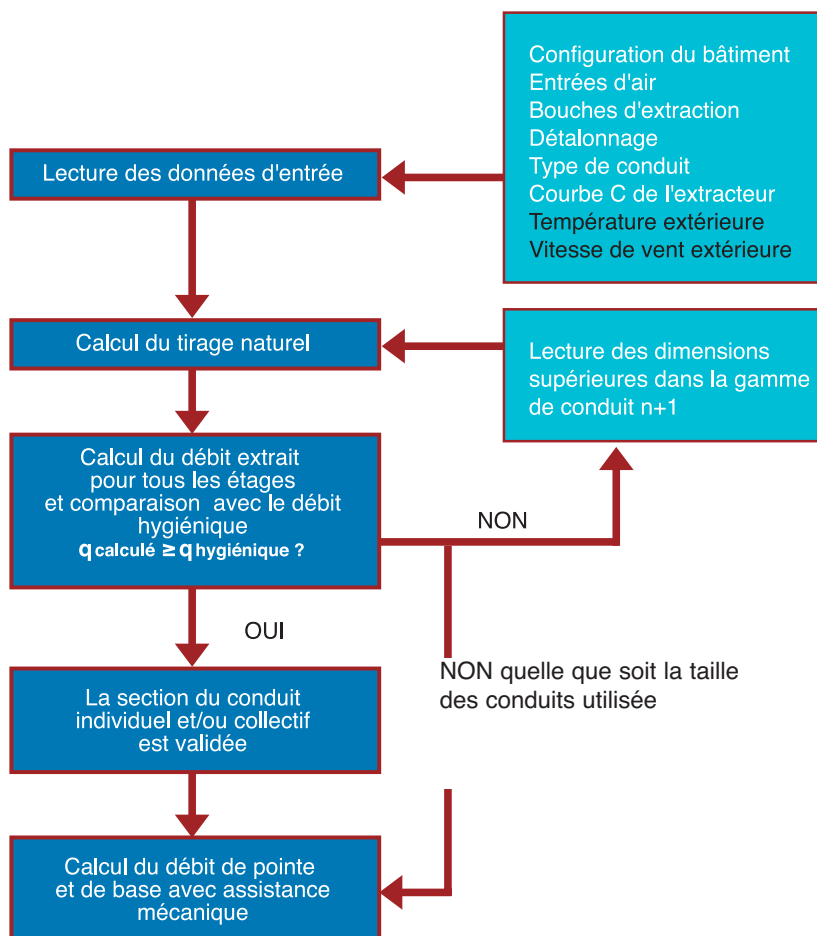 Configuration du bâtiment
Entrées d'air
Bouches d'extraction
Détalonnage
Type de conduit
Courbe C de l'extracteur
Température extérieure
Vitesse de vent extérieure
Lecture des données d'entrée
Calcul du tirage naturel
Lecture des dimensions
supérieures dans la gamme
de conduit n+1
Calcul du débit extrait
pour tous les étages
et comparaison avec le débit
hygiénique
q calculé ≥ q hygiénique ?
NON
OUI
NON quelle que soit la taille
des conduits utilisée
La section du conduit
individuel et/ou collectif
est validée
Calcul du débit de pointe
et de base avec assistance
mécanique